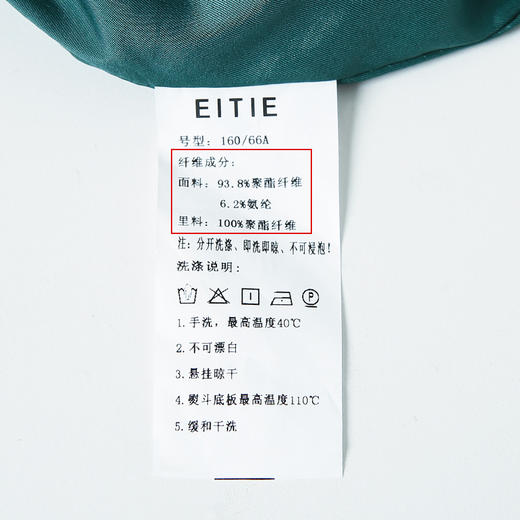 EITIE
号型: 160/66A
纤维成分:
面料: 93.8%聚酯纤维
6.2%氨纶
里料: 100%聚酯纤维
注: 分开洗涤、即洗即晾、不可浸泡!
洗涤说明:
P
1. 手洗，最高温度40℃
2. 不可漂白
3. 悬挂晾干
4. 熨斗底板最高温度110℃
5. 缓和干洗